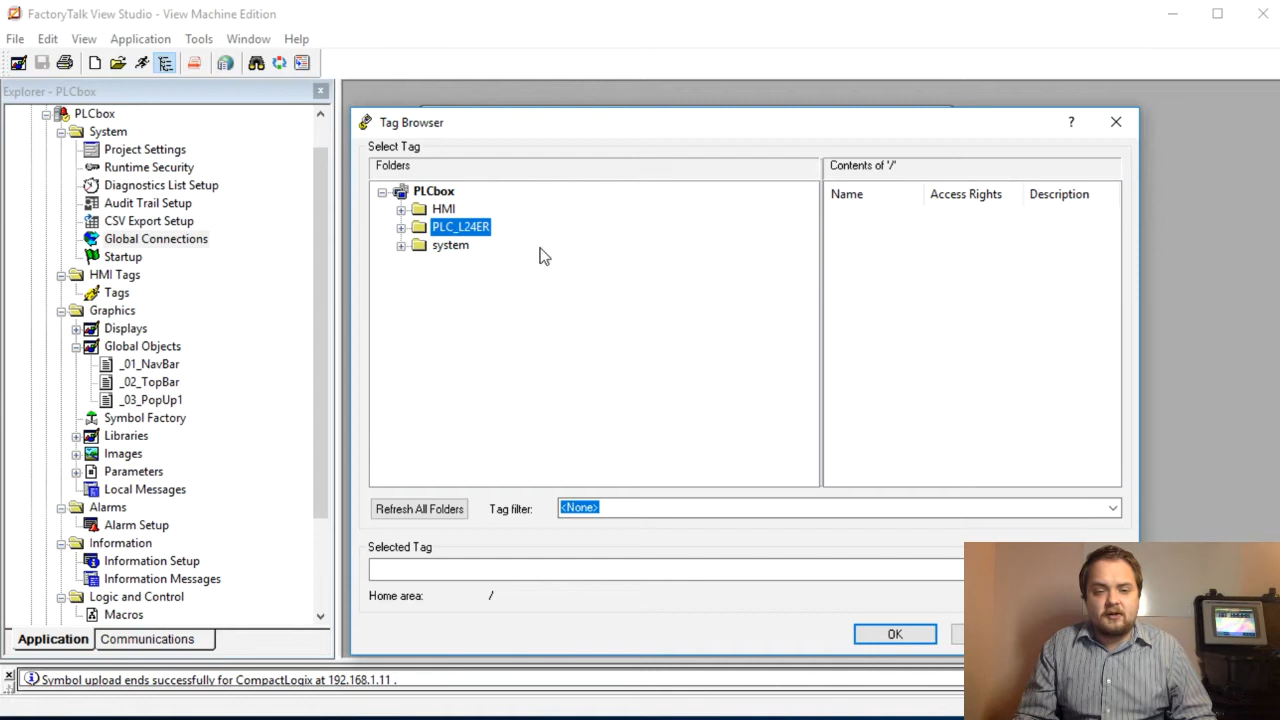 FactoryTalk View Studio - View Machine Edition
File Edit View Application Tools Window Help
Explorer - PLCbox
PLCbox
System
Project Settings
Runtime Security
Diagnostics List Setup
Audit Trail Setup
CSV Export Setup
Global Connections
Startup
HMI Tags
Tags
Graphics
Displays
Global Objects
_01_NavBar
_02_TopBar
_03_PopUp1
Symbol Factory
Libraries
Images
Parameters
Local Messages
Alarms
Alarm Setup
Information
Information Setup
Information Messages
Logic and Control
Macros
Application Communications
Tag Browser
?
Select Tag
Folders
PLCbox
HMI
PLC_L24ER
system
Contents of '/'
Name Access Rights Description
Refresh All Folders Tag filter: <None>
Selected Tag
Home area: /
OK
Symbol upload ends successfully for CompactLogix at 192.168.1.11 .